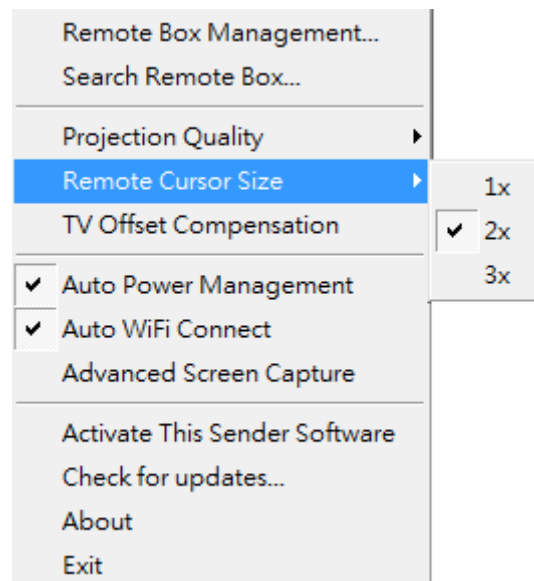 Remote Box Management...
Search Remote Box...
Projection Quality
Remote Cursor Size
TV Offset Compensation
Auto Power Management
Auto WiFi Connect
Advanced Screen Capture
Activate This Sender Software
Check for updates...
About
Exit
1x
2x
3x